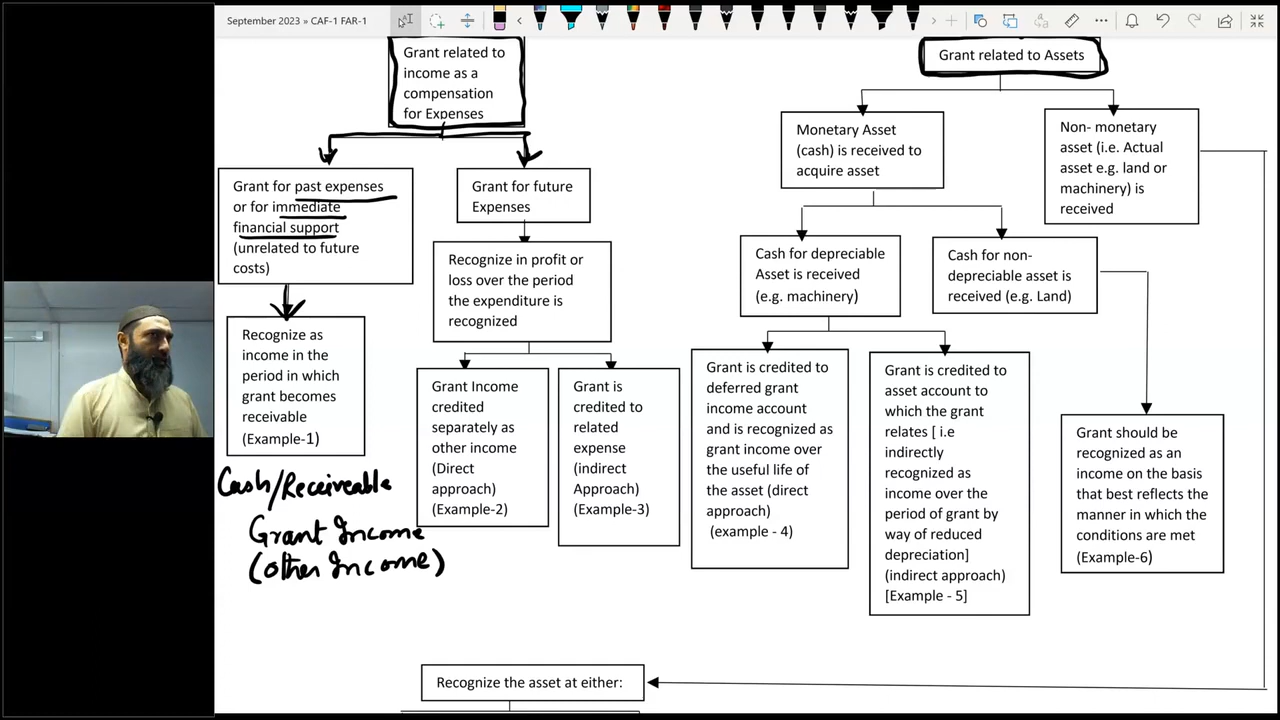 September 2023 » CAF-1 FAR-1
Grant related to
income as a
compensation
for Expenses
Grant related to Assets
Grant for past expenses
or for immediate
financial support
(unrelated to future
costs)
Grant for future
Expenses
Monetary Asset
(cash) is received to
acquire asset
Non- monetary
asset (i.e. Actual
asset e.g. land or
machinery) is
received
Recognize in profit or
loss over the period
the expenditure is
recognized
Cash for depreciable
Asset is received
(e.g. machinery)
Cash for non-
depreciable asset is
received (e.g. Land)
Recognize as
income in the
period in which
grant becomes
receivable
(Example-1)
Grant Income
credited
separately as
other income
(Direct
approach)
(Example-2)
Grant is
credited to
related
expense
(indirect
Approach)
(Example-3)
Grant is credited to
deferred grant
income account
and is recognized as
grant income over
the useful life of
the asset (direct
approach)
(example - 4)
Grant is credited to
asset account to
which the grant
relates [ i.e
indirectly
recognized as
income over the
period of grant by
way of reduced
depreciation]
(indirect approach)
[Example - 5]
Grant should be
recognized as an
income on the basis
that best reflects the
manner in which the
conditions are met
(Example-6)
Cash/Receiveable
Grant Income
(other Income)
Recognize the asset at either: